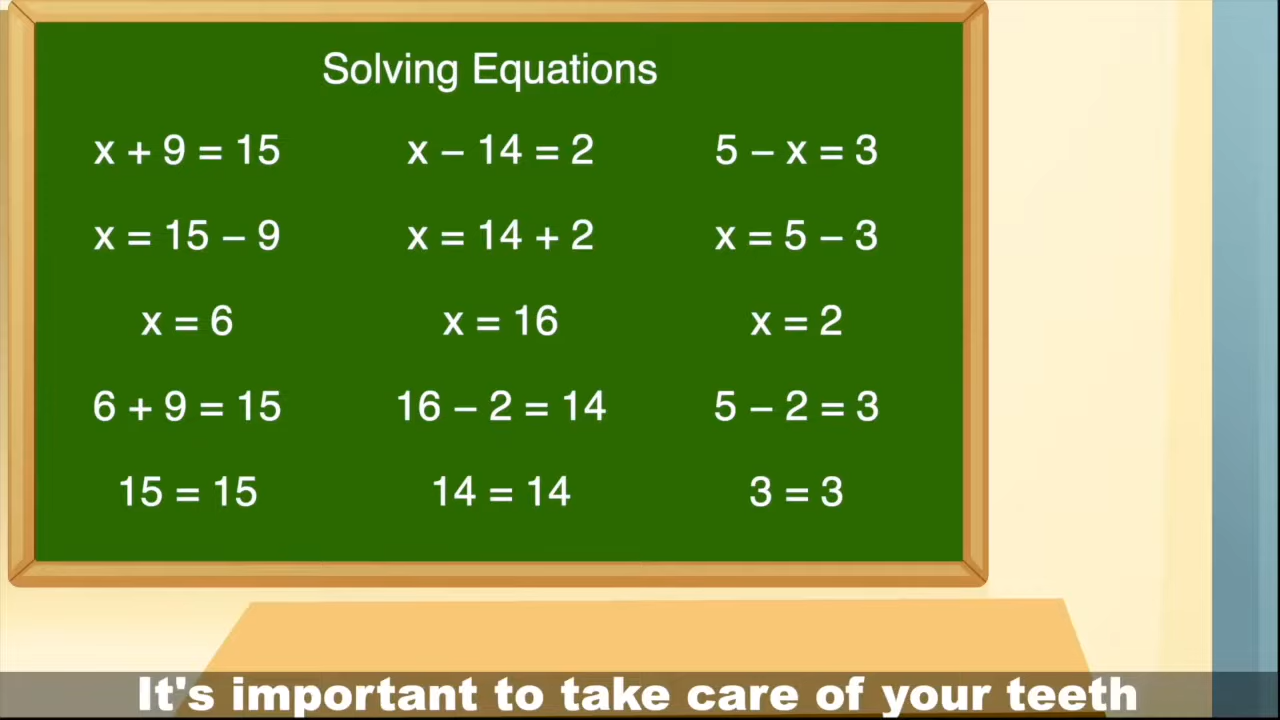 Solving Equations
x + 9 = 15
x = 15 – 9
x = 6
6 + 9 = 15
15 = 15
x – 14 = 2
x = 14 + 2
x = 16
16 – 2 = 14
14 = 14
5 – x = 3
x = 5 – 3
x = 2
5 – 2 = 3
3 = 3
It's important to take care of your teeth